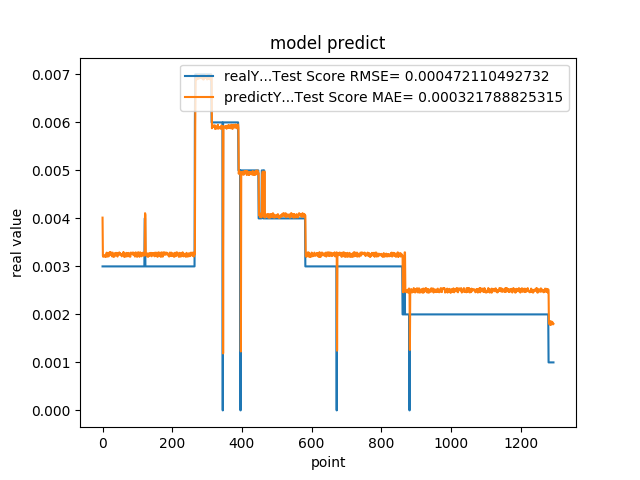 model predict
realY...Test Score RMSE= 0.000472110492732
predictY...Test Score MAE= 0.000321788825315
real value
0.007
0.006
0.005
0.004
0.003
0.002
0.001
0.000
0 200 400 600 800 1000 1200
point